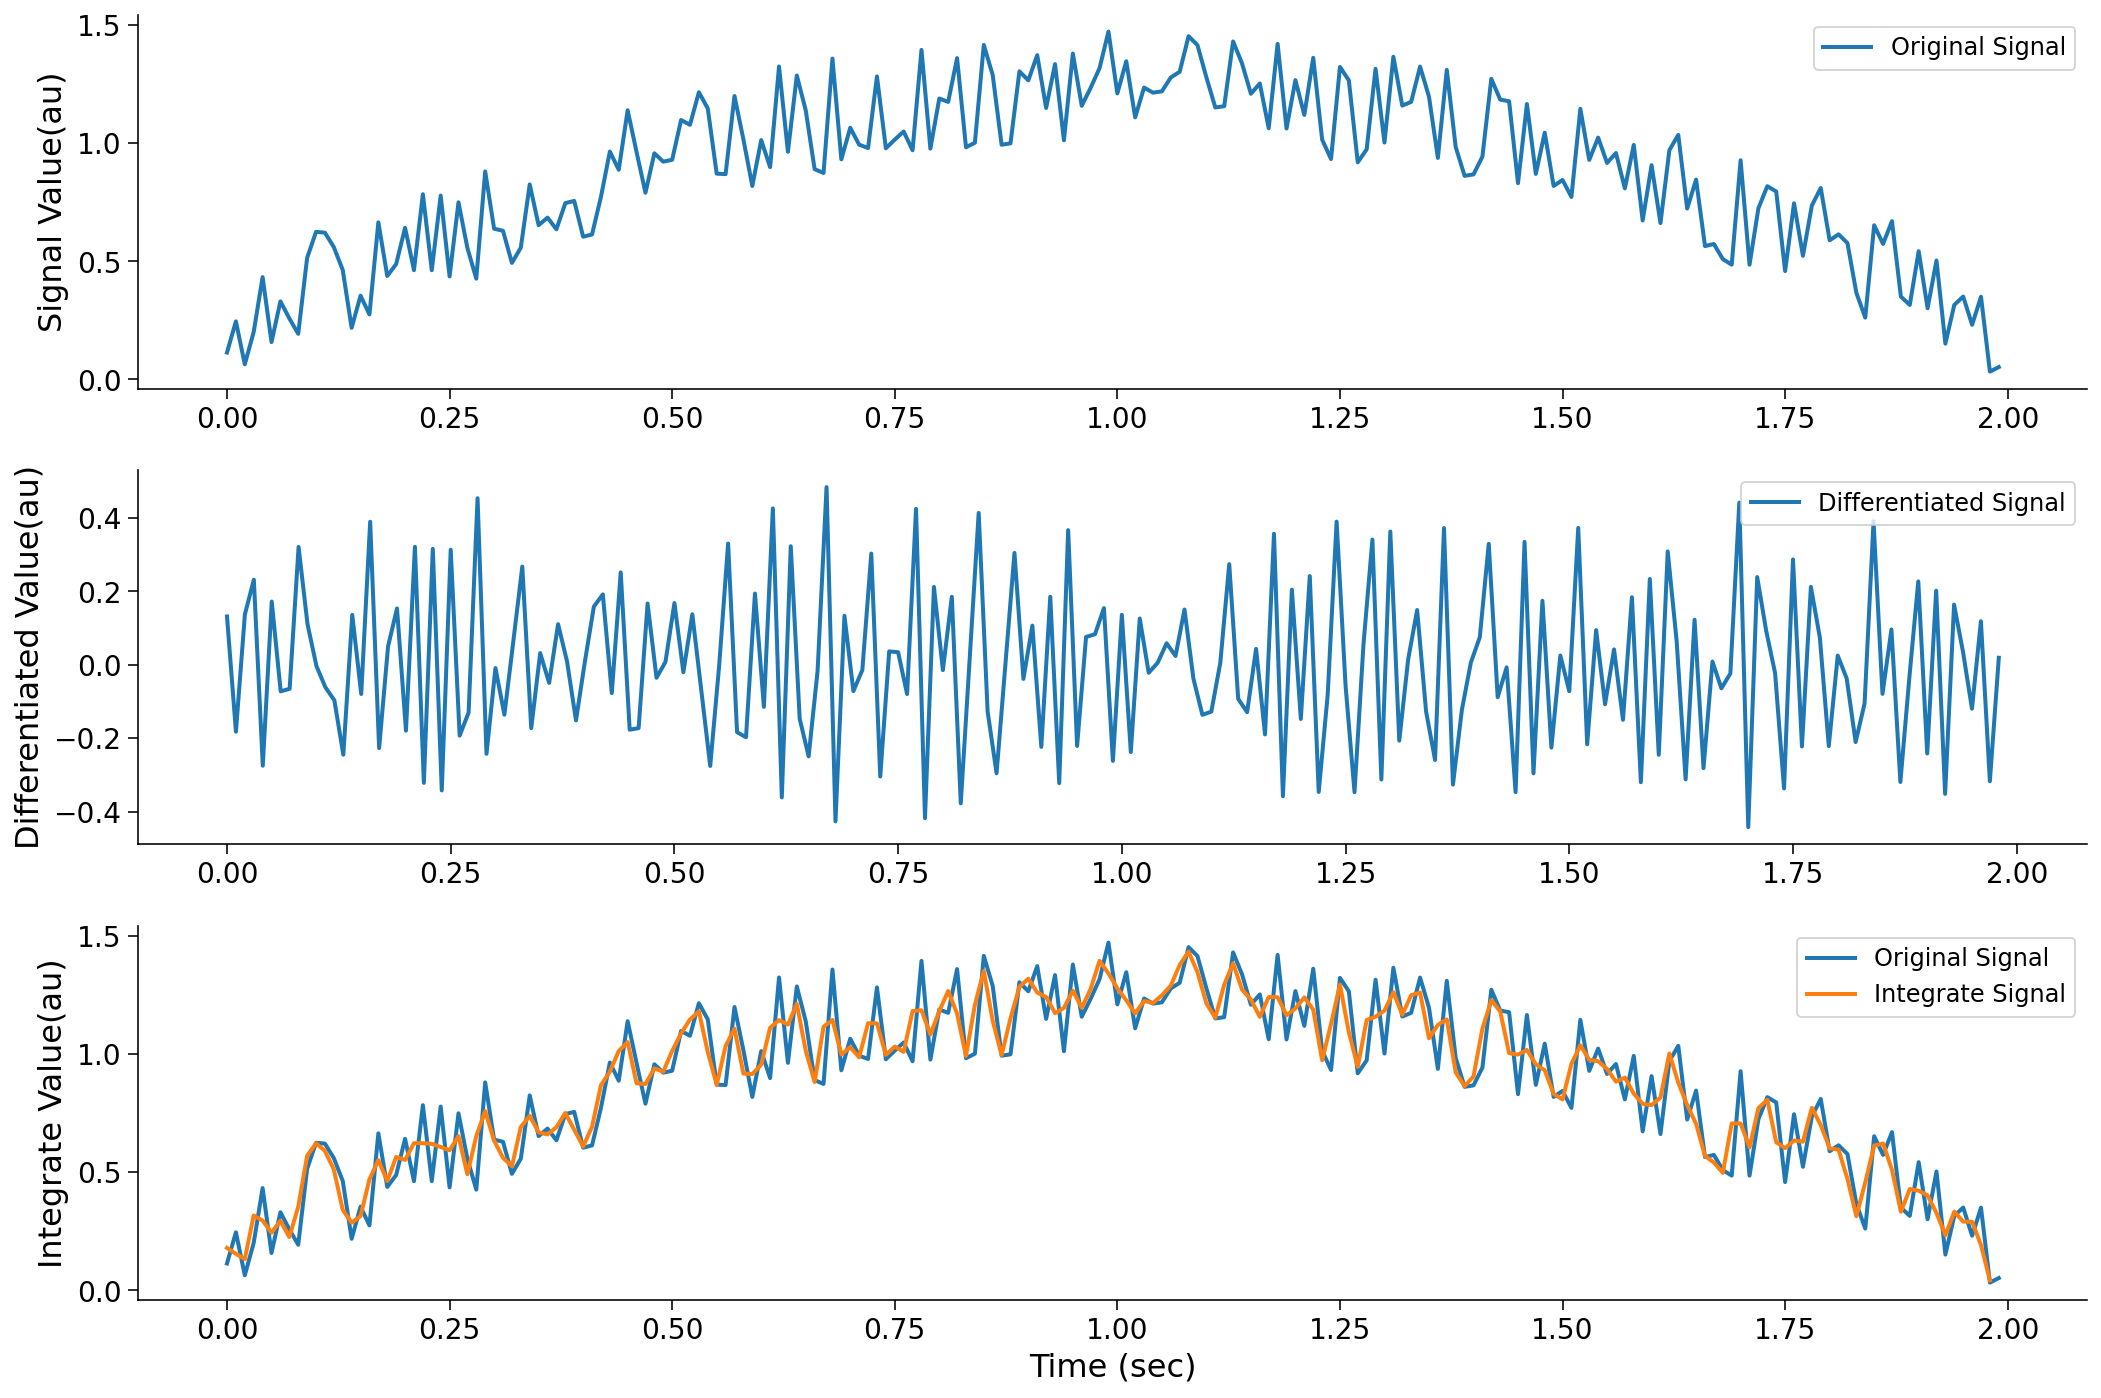 Signal Value(au)
1.5
1.0
0.5
0.0
Original Signal
0.00 0.25 0.50 0.75 1.00 1.25 1.50 1.75 2.00
Differentiated Value(au)
0.4
0.2
0.0
−0.2
−0.4
Differentiated Signal
0.00 0.25 0.50 0.75 1.00 1.25 1.50 1.75 2.00
Integrate Value(au)
1.5
1.0
0.5
0.0
Original Signal
Integrate Signal
0.00 0.25 0.50 0.75 1.00 1.25 1.50 1.75 2.00
Time (sec)